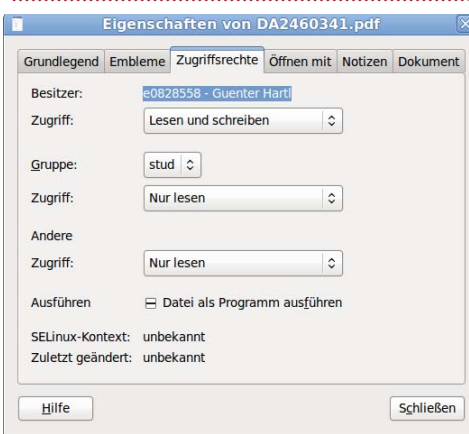 Eigenschaften von DA2460341.pdf
Grundlegend Embleme Zugriffsrechte Öffnen mit Notizen Dokument
Besitzer: e0828558 - Guenter Hartl
Zugriff: Lesen und schreiben
Gruppe: stud
Zugriff: Nur lesen
Andere
Zugriff: Nur lesen
Ausführen Datei als Programm ausführen
SELinux-Kontext: unbekannt
Zuletzt geändert: unbekannt
Hilfe Schließen